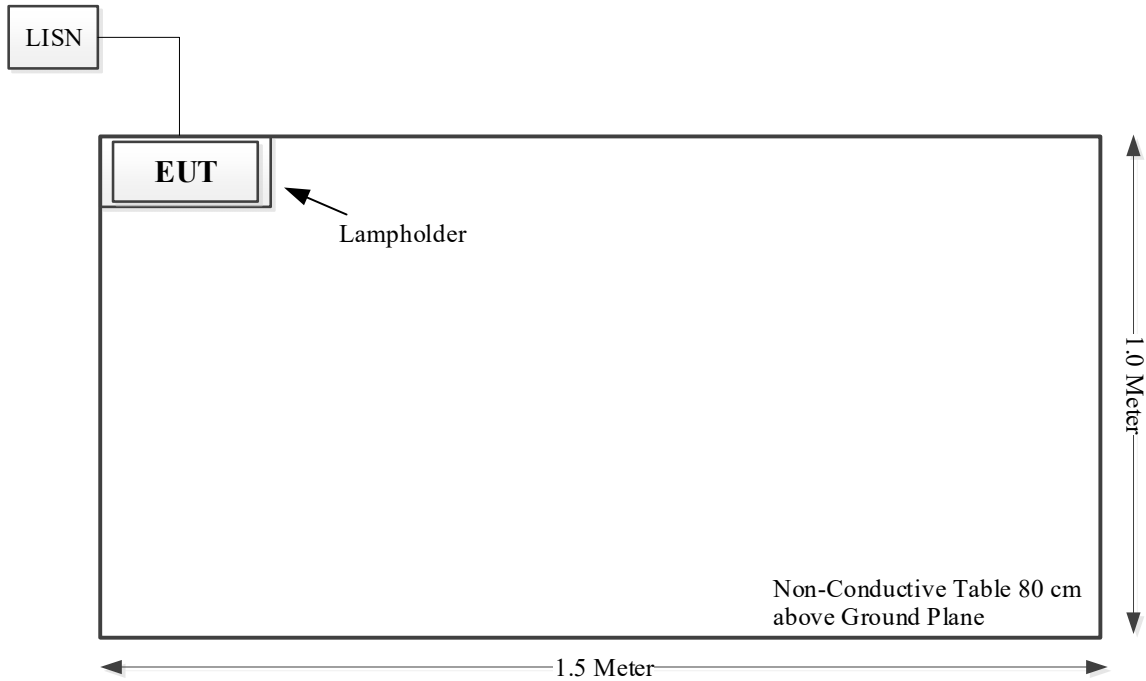 LISN
EUT
Lampholder
1.0 Meter
Non-Conductive Table 80 cm
above Ground Plane
1.5 Meter